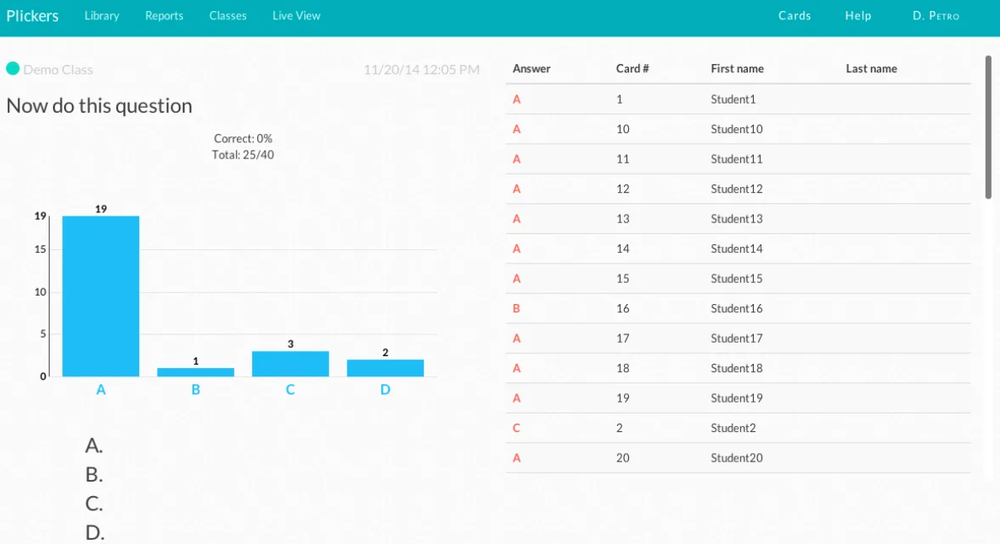 Plickers Library Reports Classes Live View Cards Help D. Petro
Demo Class 11/20/14 12:05 PM
Now do this question
Correct: 0%
Total: 25/40
19
15
10
5
0
19
1
3
2
A B C D
A.
B.
C.
D.
Answer Card # First name Last name
A 1 Student1
A 10 Student10
A 11 Student11
A 12 Student12
A 13 Student13
A 14 Student14
A 15 Student15
B 16 Student16
A 17 Student17
A 18 Student18
A 19 Student19
C 2 Student2
A 20 Student20